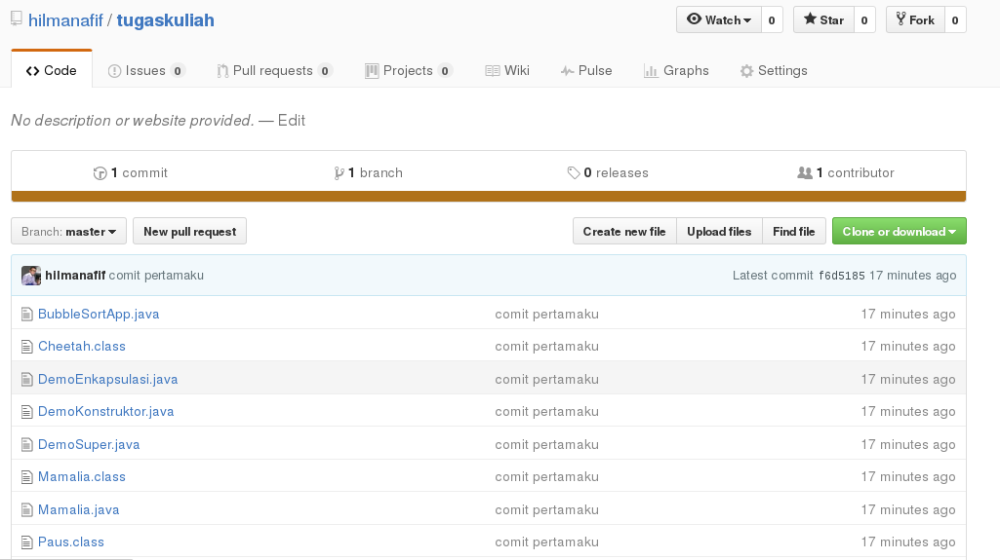 hilmanafif / tugaskuliah Watch 0 Star 0 Fork 0
Code Issues 0 Pull requests 0 Projects 0 Wiki Pulse Graphs Settings
No description or website provided. — Edit
1 commit 1 branch 0 releases 1 contributor
Branch: master New pull request Create new file Upload files Find file Clone or download
hilmanafif comit pertamaku Latest commit f6d5185 17 minutes ago
BubbleSortApp.java comit pertamaku 17 minutes ago
Cheetah.class comit pertamaku 17 minutes ago
DemoEnkapsulasi.java comit pertamaku 17 minutes ago
DemoKonstruktor.java comit pertamaku 17 minutes ago
DemoSuper.java comit pertamaku 17 minutes ago
Mamalia.class comit pertamaku 17 minutes ago
Mamalia.java comit pertamaku 17 minutes ago
Paus.class comit pertamaku 17 minutes ago